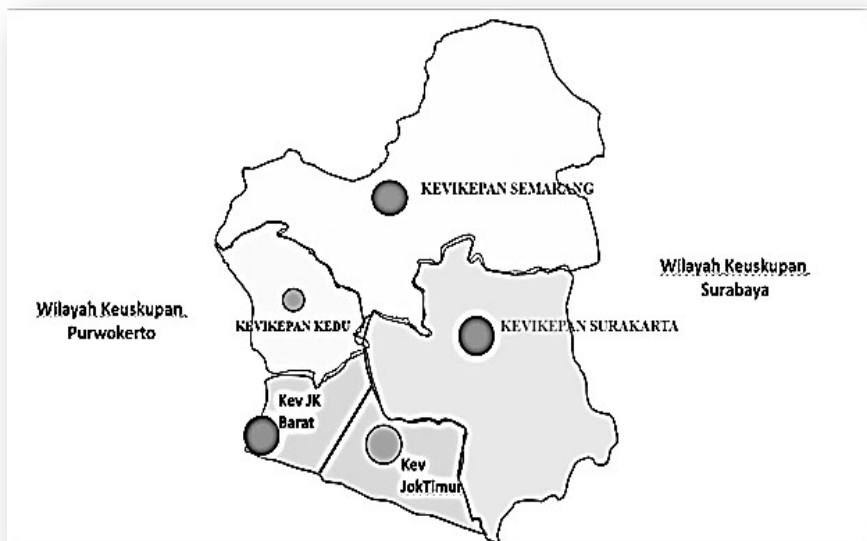 KEVIKEPAN SEMARANG
Wilayah Keuskupan
Surabaya
Wilayah Keuskupan
Purwokerto
KEVIKEPAN KEDU
KEVIKEPAN SURAKARTA
Kev JK
Barat
Kev
JokTimur